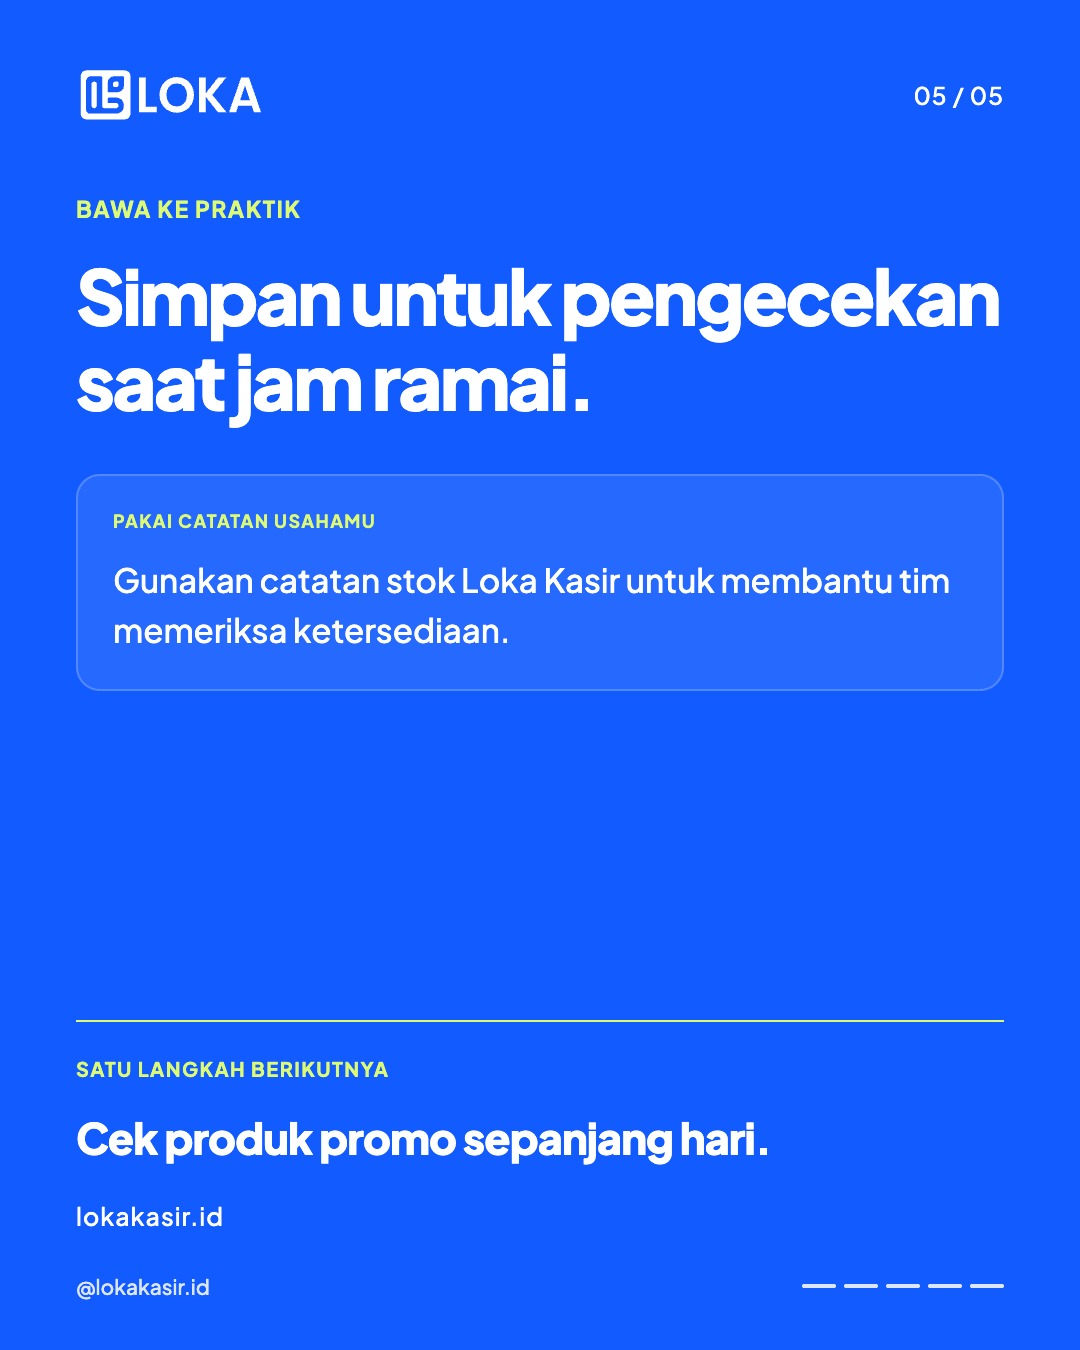 LOKA
05 / 05
BAWA KE PRAKTIK
Simpan untuk pengecekan
saat jam ramai.
PAKAI CATATAN USAHAMU
Gunakan catatan stok Loka Kasir untuk membantu tim
memeriksa ketersediaan.
SATU LANGKAH BERIKUTNYA
Cek produk promo sepanjang hari.
lokakasir.id
@lokakasir.id